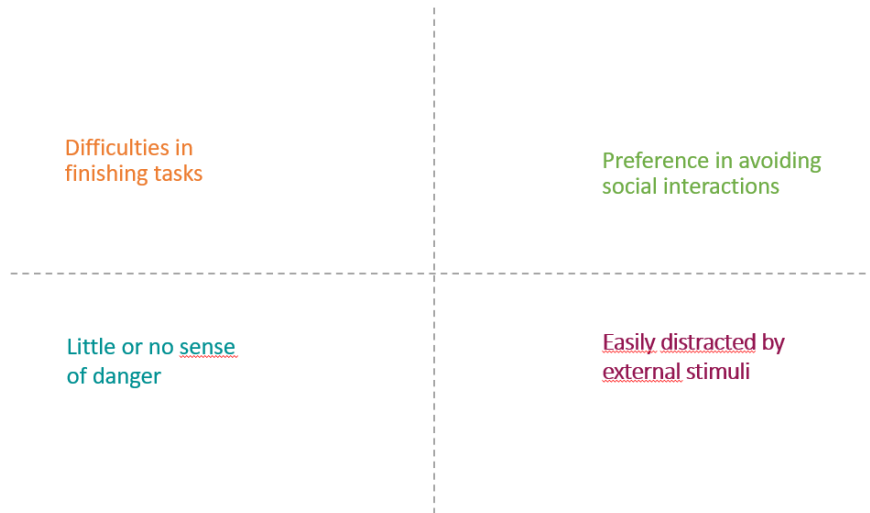 Difficulties in
finishing tasks
Preference in avoiding
social interactions
Little or no sense
of danger
Easily distracted by
external stimuli